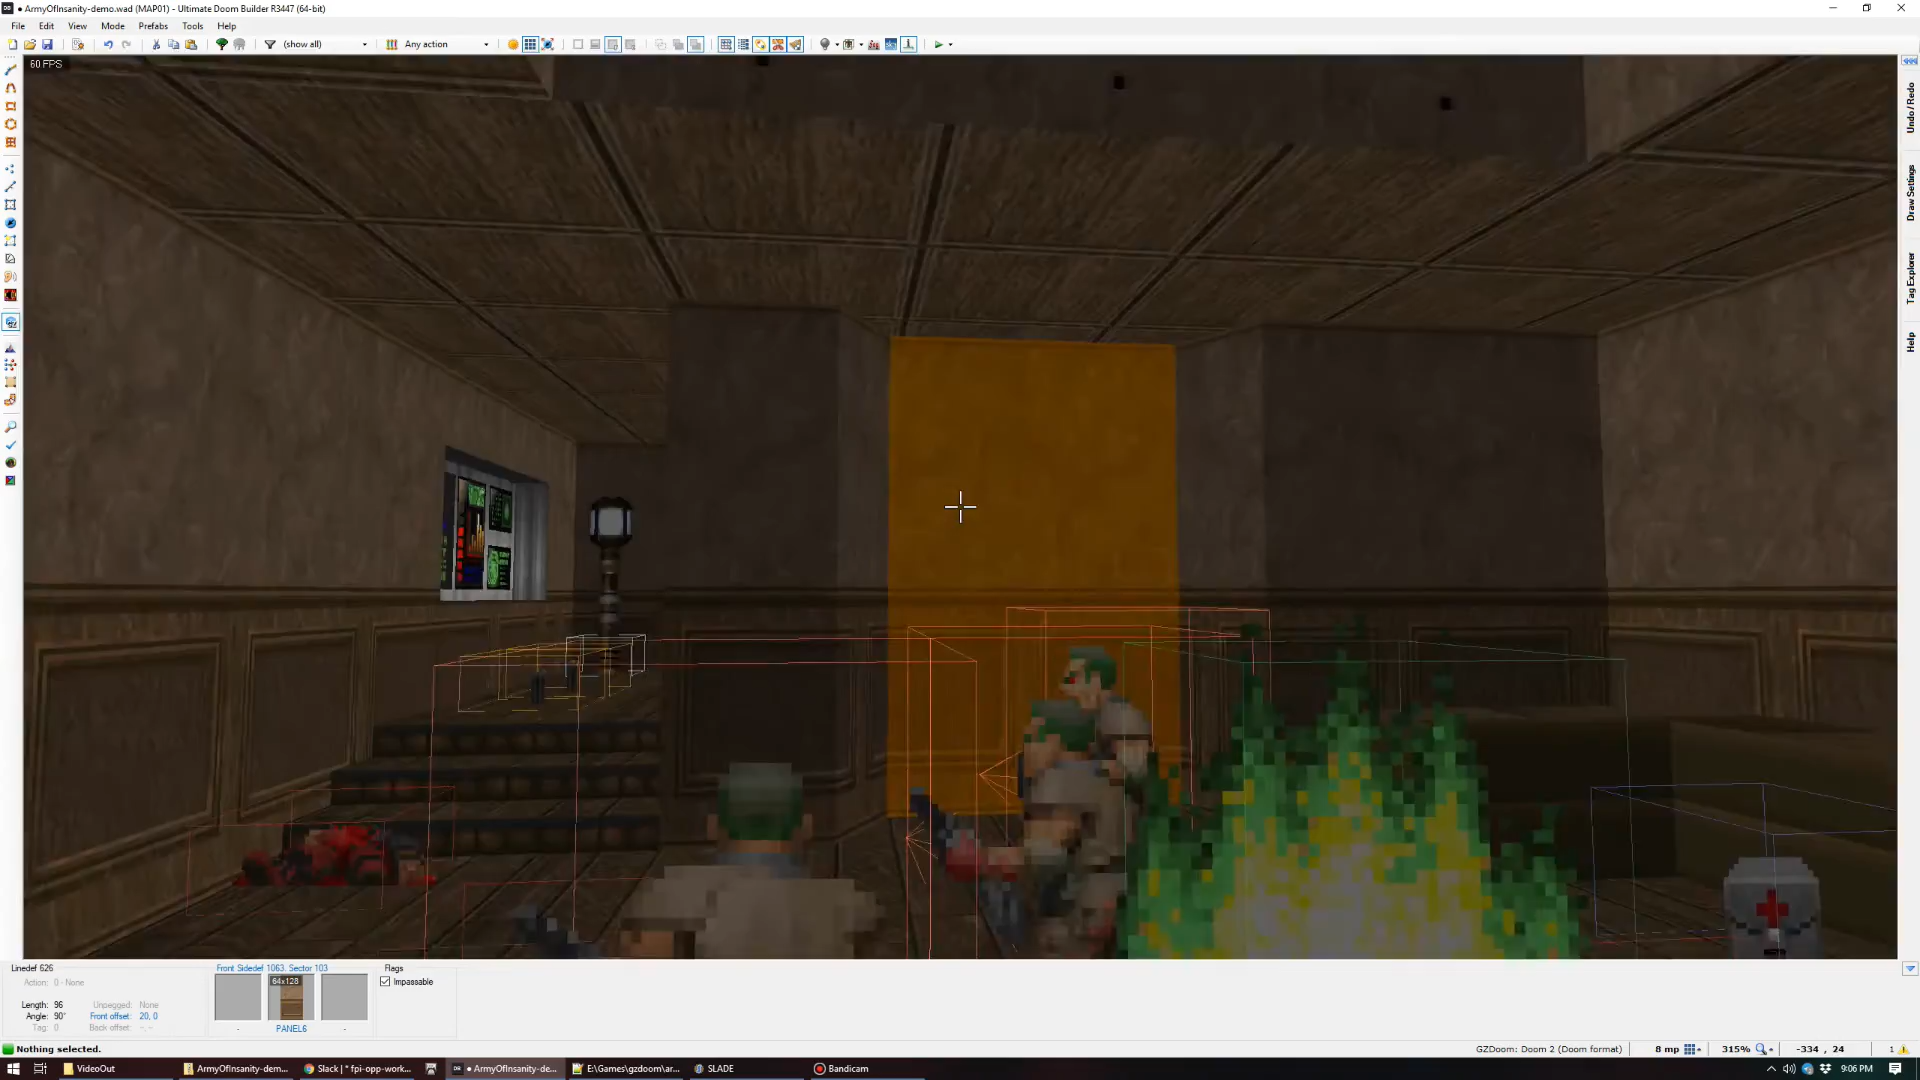 ● ArmyOfInsanity-demo.wad (MAP01) - Ultimate Doom Builder R3447 (64-bit)
File Edit View Mode Prefabs Tools Help
(show all) Any action
60 FPS
Undo / Redo
Draw Settings
Tag Explorer
Help
Linedef 626
Action: 0 - None
Length: 96 Unpegged: None
Angle: 90° Front offset: 20, 0
Tag: 0 Back offset: --, --
Front Sidedef 1063. Sector 103
64x128
- PANEL6 -
Flags
Impassable
Nothing selected.
GZDoom: Doom 2 (Doom format) 8 mp 315% -334 , 24 1
VideoOut ArmyOfInsanity-dem... Slack | * fpi-opp-work... ● ArmyOfInsanity-de... E:\Games\gzdoom\ar... SLADE Bandicam 9:06 PM